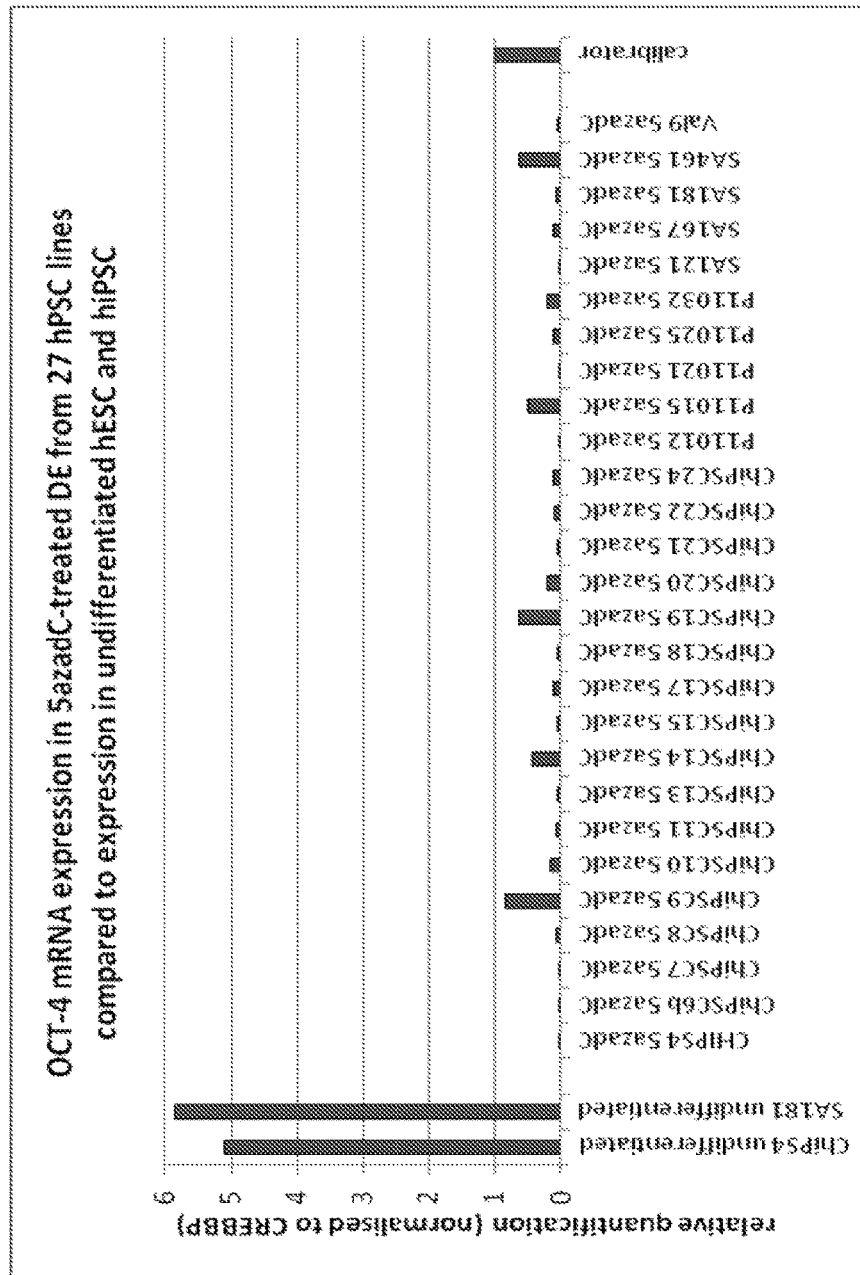 OCT-4 mRNA expression in 5azadC-treated DE from 27 hPSC lines
compared to expression in undifferentiated hESC and hiPSC
relative quantification (normalised to CREBBP)
6
5
4
3
2
1
0
ChiPS4 undifferentiated
SA181 undifferentiated
CHIPS4 5azadC
ChiPSC6b 5azadC
ChiPSC7 5azadC
ChiPSC8 5azadC
ChiPSC9 5azadC
ChiPSC10 5azadC
ChiPSC11 5azadC
ChiPSC13 5azadC
ChiPSC14 5azadC
ChiPSC15 5azadC
ChiPSC17 5azadC
ChiPSC18 5azadC
ChiPSC19 5azadC
ChiPSC20 5azadC
ChiPSC21 5azadC
ChiPSC22 5azadC
ChiPSC24 5azadC
P11012 5azadC
P11015 5azadC
P11021 5azadC
P11025 5azadC
P11032 5azadC
SA121 5azadC
SA167 5azadC
SA181 5azadC
SA461 5azadC
Val9 5azadC
calibrator